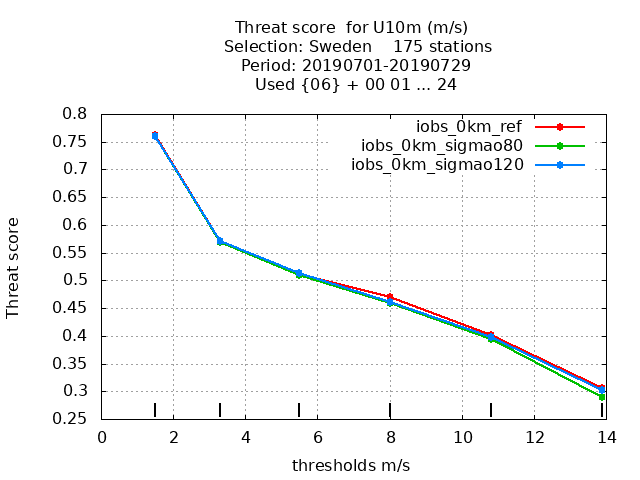 Threat score  for U10m (m/s)
Selection: Sweden    175 stations
Period: 20190701-20190729
Used {06} + 00 01 ... 24
iobs_0km_ref
iobs_0km_sigmao80
iobs_0km_sigmao120
Threat score
0.8
0.75
0.7
0.65
0.6
0.55
0.5
0.45
0.4
0.35
0.3
0.25
0 2 4 6 8 10 12 14
thresholds m/s